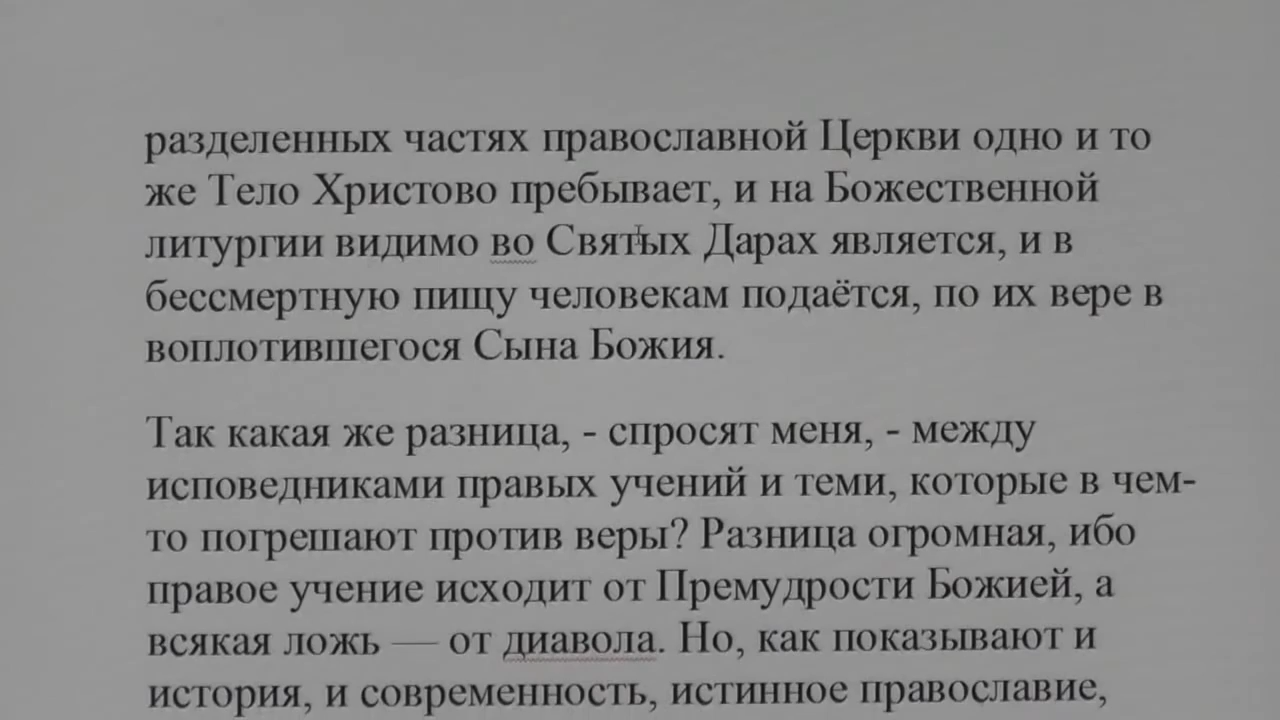 разделенных частях православной Церкви одно и то
же Тело Христово пребывает, и на Божественной
литургии видимо во Святых Дарах является, и в
бессмертную пищу человекам подаётся, по их вере в
воплотившегося Сына Божия.
Так какая же разница, - спросят меня, - между
исповедниками правых учений и теми, которые в чем-
то погрешают против веры? Разница огромная, ибо
правое учение исходит от Премудрости Божией, а
всякая ложь — от диавола. Но, как показывают и
история, и современность, истинное православие,